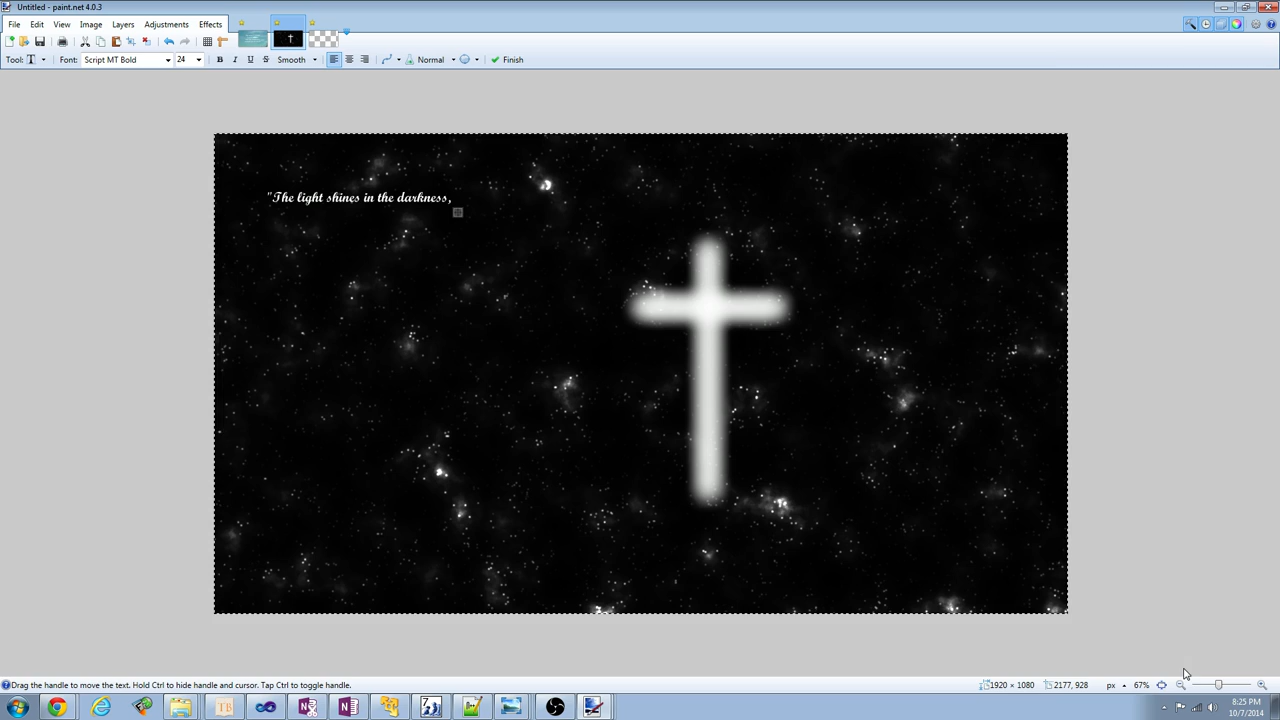 Untitled - paint.net 4.0.3
File Edit View Image Layers Adjustments Effects
Tool: T Font: Script MT Bold 24 B I U S Smooth Normal Finish
"The light shines in the darkness,
Drag the handle to move the text. Hold Ctrl to hide handle and cursor. Tap Ctrl to toggle handle. 1920 × 1080 2177, 928 px 67%
TB
8:25 PM
10/7/2014